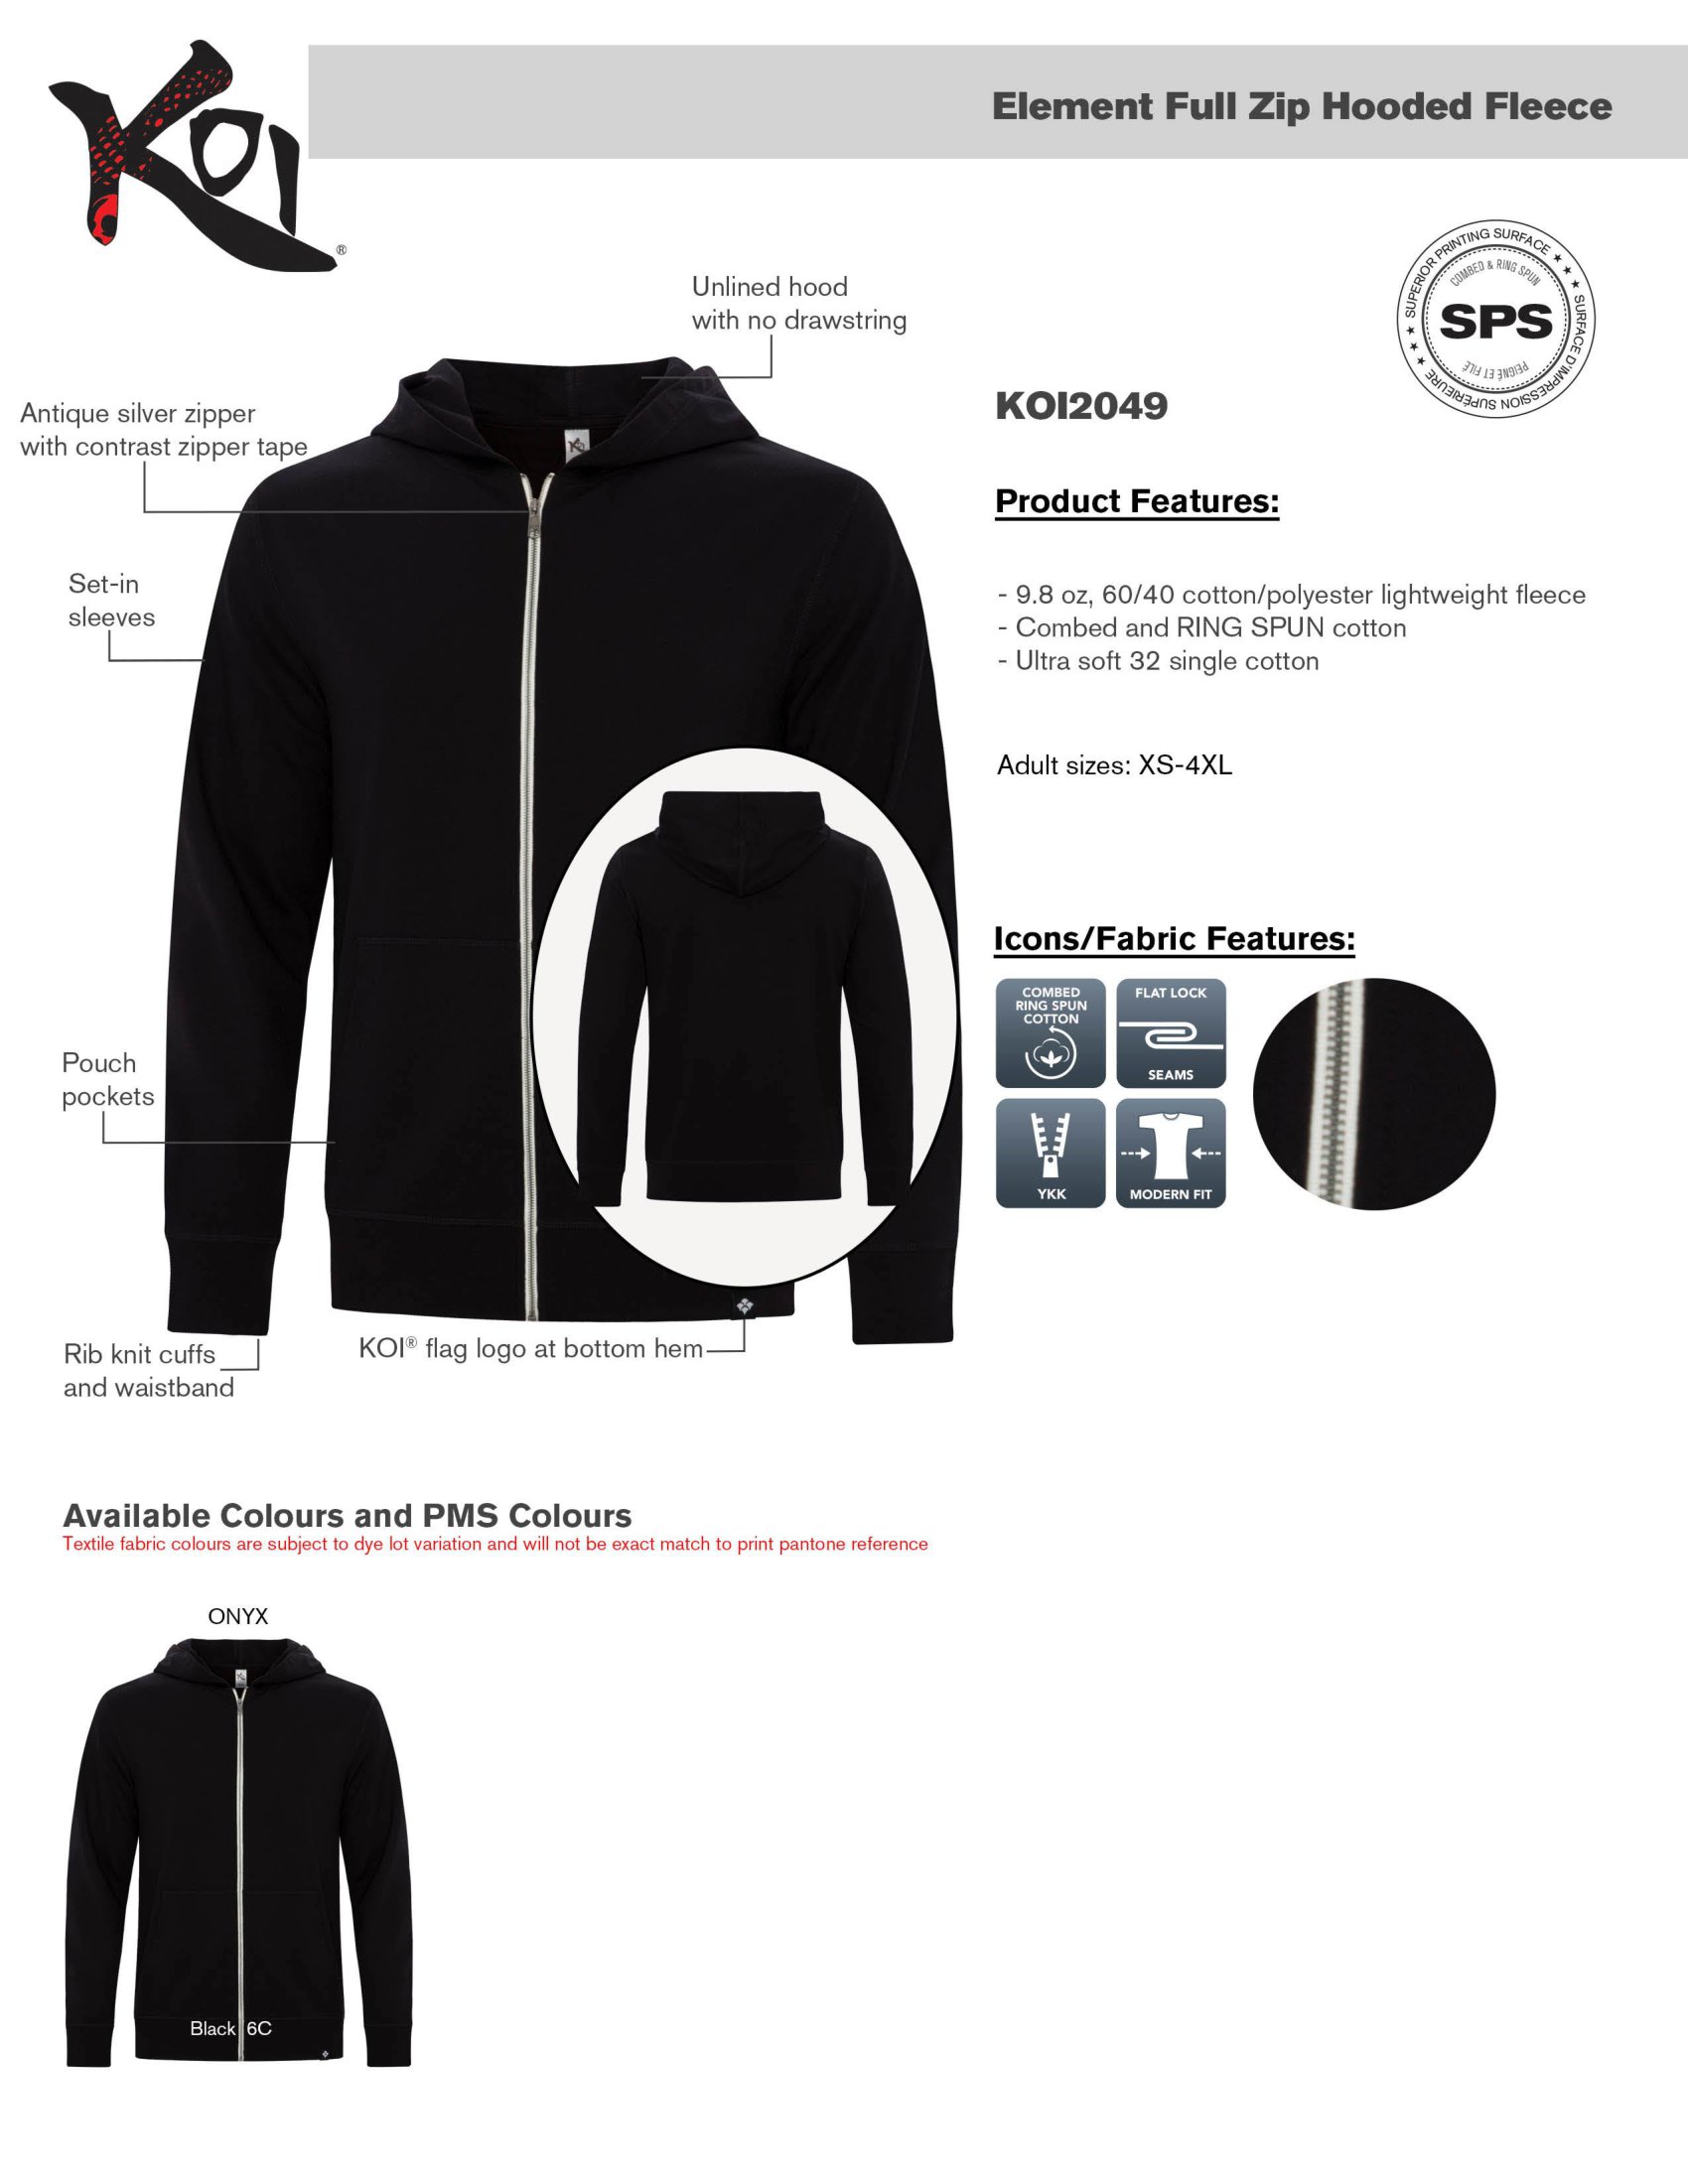 KOI®
Element Full Zip Hooded Fleece
SUPERIOR PRINTING SURFACE ★ ★ ★ SURFACE D'IMPRESSION SUPÉRIEURE ★ ★ ★
COMBED & RING SPUN
SPS
PEIGNÉ ET FILÉ
Unlined hood
with no drawstring
Antique silver zipper
with contrast zipper tape
Set-in
sleeves
Pouch
pockets
Rib knit cuffs
and waistband
KOI® flag logo at bottom hem
KOI2049
Product Features:
- 9.8 oz, 60/40 cotton/polyester lightweight fleece
- Combed and RING SPUN cotton
- Ultra soft 32 single cotton
Adult sizes: XS-4XL
Icons/Fabric Features:
COMBED
RING SPUN
COTTON
FLAT LOCK
SEAMS
YKK
MODERN FIT
Available Colours and PMS Colours
Textile fabric colours are subject to dye lot variation and will not be exact match to print pantone reference
ONYX
Black 6C